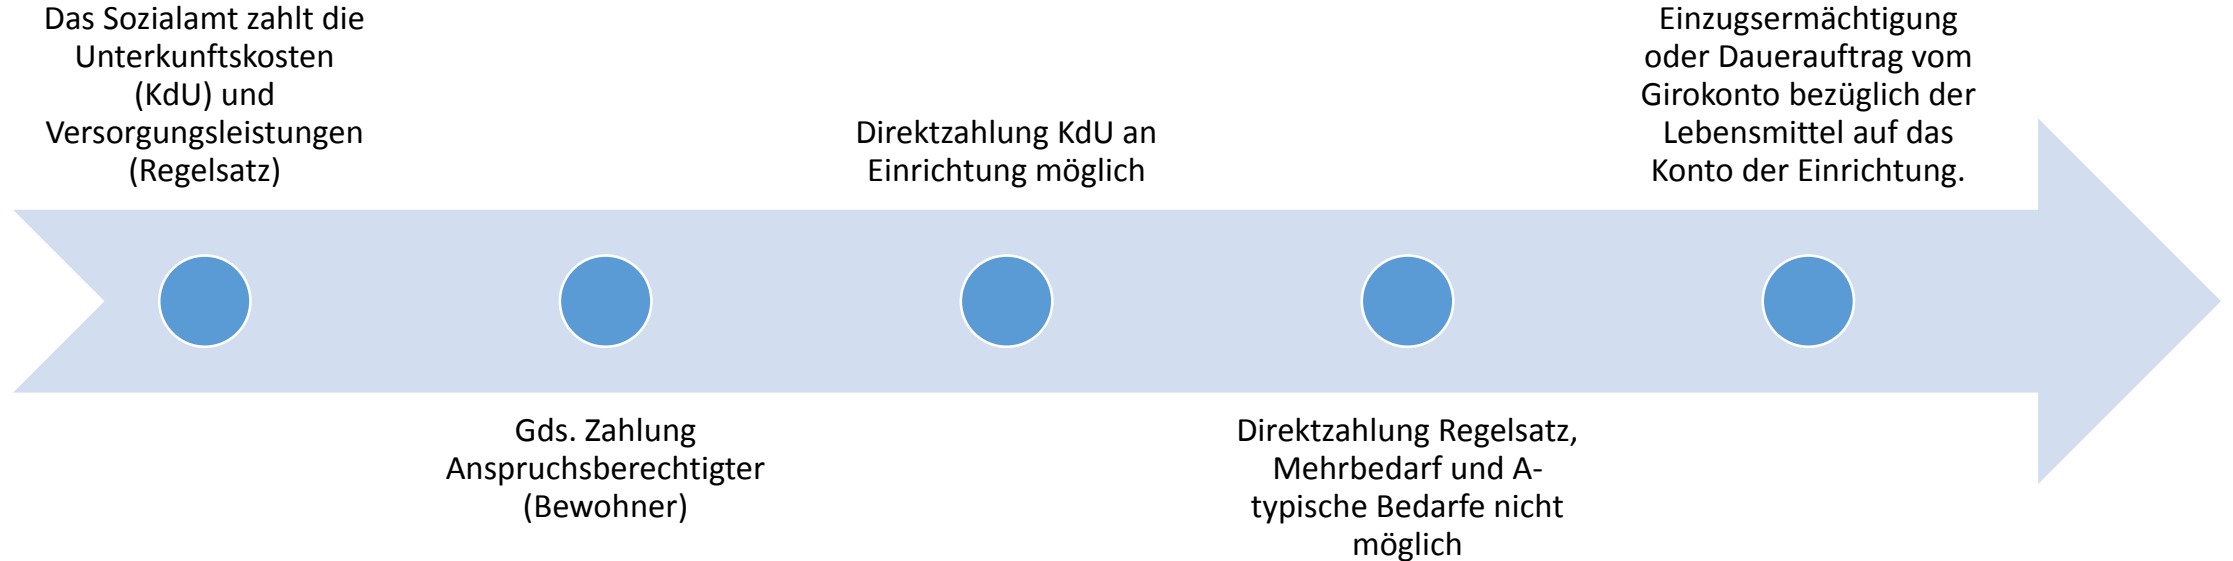 Das Sozialamt zahlt die
Unterkunftskosten
(KdU) und
Versorgungsleistungen
(Regelsatz)
Gds. Zahlung
Anspruchsberechtigter
(Bewohner)
Direktzahlung KdU an
Einrichtung möglich
Direktzahlung Regelsatz,
Mehrbedarf und A-
typische Bedarfe nicht
möglich
Einzugsermächtigung
oder Dauerauftrag vom
Girokonto bezüglich der
Lebensmittel auf das
Konto der Einrichtung.